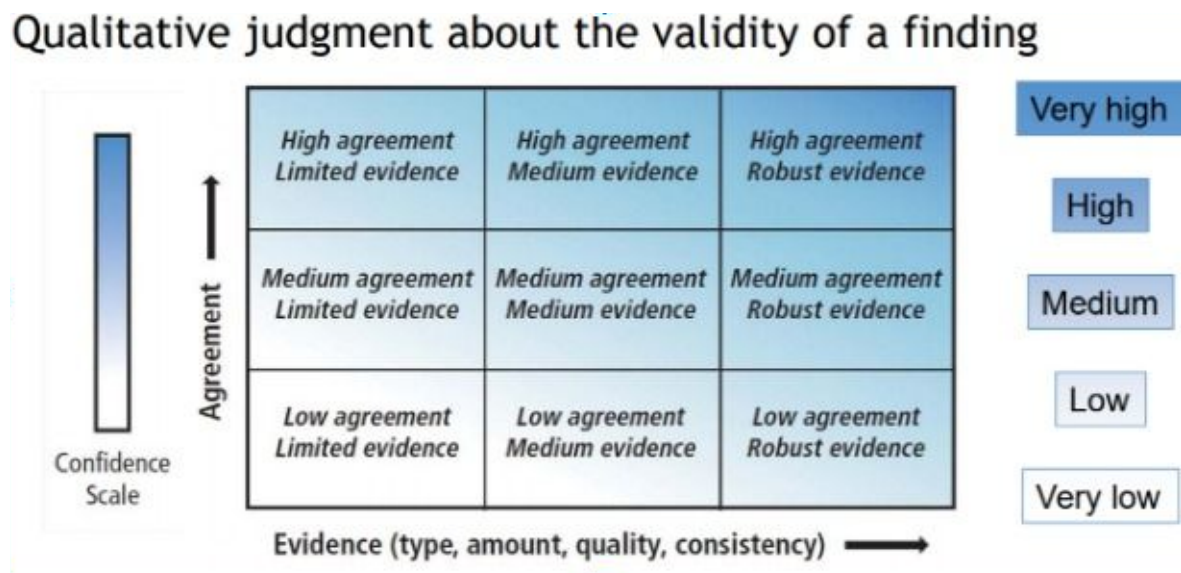 Qualitative judgment about the validity of a finding
High agreement
Limited evidence
High agreement
Medium evidence
High agreement
Robust evidence
Medium agreement
Limited evidence
Medium agreement
Medium evidence
Medium agreement
Robust evidence
Low agreement
Limited evidence
Low agreement
Medium evidence
Low agreement
Robust evidence
Agreement
Evidence (type, amount, quality, consistency)
Confidence
Scale
Very high
High
Medium
Low
Very low